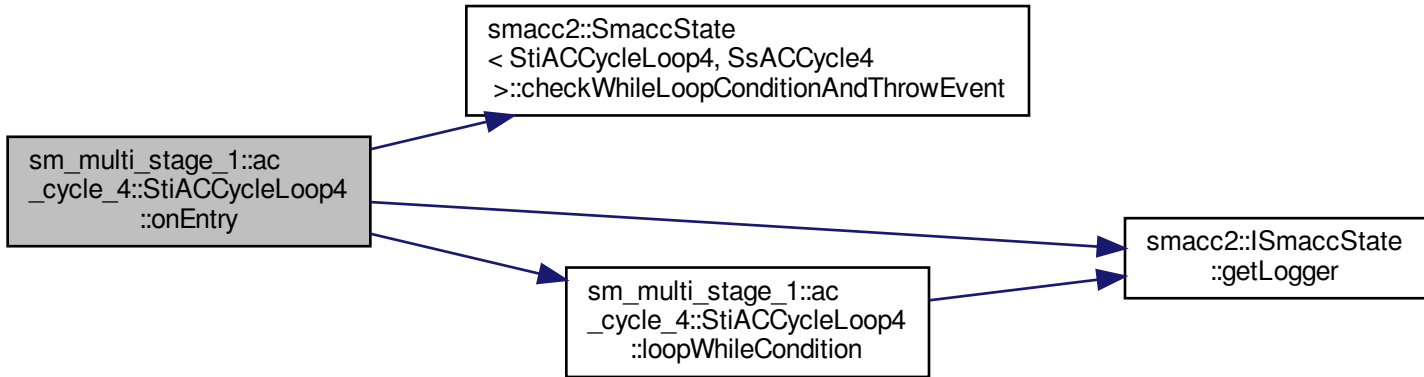 smacc2::SmaccState
< StiACCycleLoop4, SsACCycle4
>::checkWhileLoopConditionAndThrowEvent
sm_multi_stage_1::ac
_cycle_4::StiACCycleLoop4
::onEntry
smacc2::ISmaccState
::getLogger
sm_multi_stage_1::ac
_cycle_4::StiACCycleLoop4
::loopWhileCondition